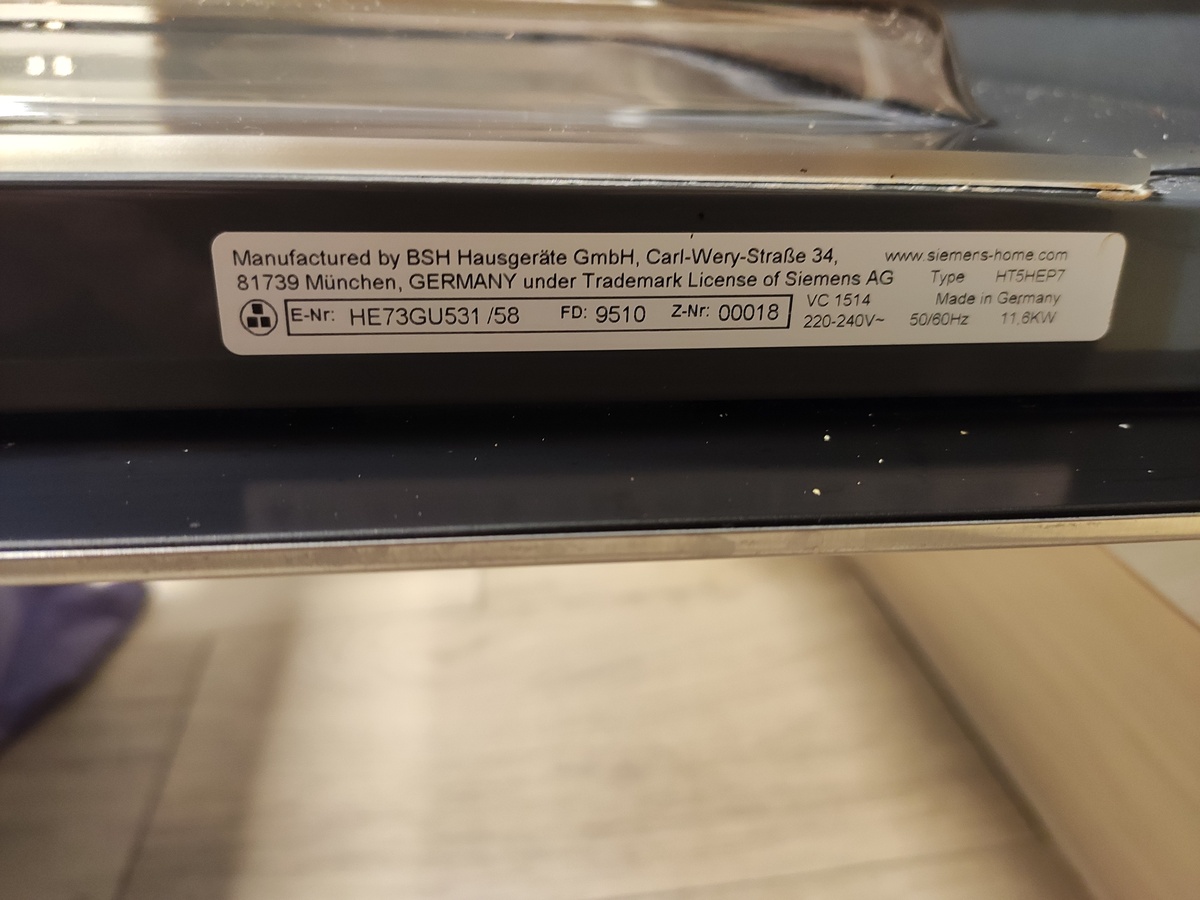 Manufactured by BSH Hausgeräte GmbH, Carl-Wery-Straße 34, www.siemens-home.com
81739 München, GERMANY under Trademark License of Siemens AG Type HT5HEP7
E-Nr: HE73GU531 /58 FD: 9510 Z-Nr: 00018 VC 1514 Made in Germany
220-240V~ 50/60Hz 11,6KW